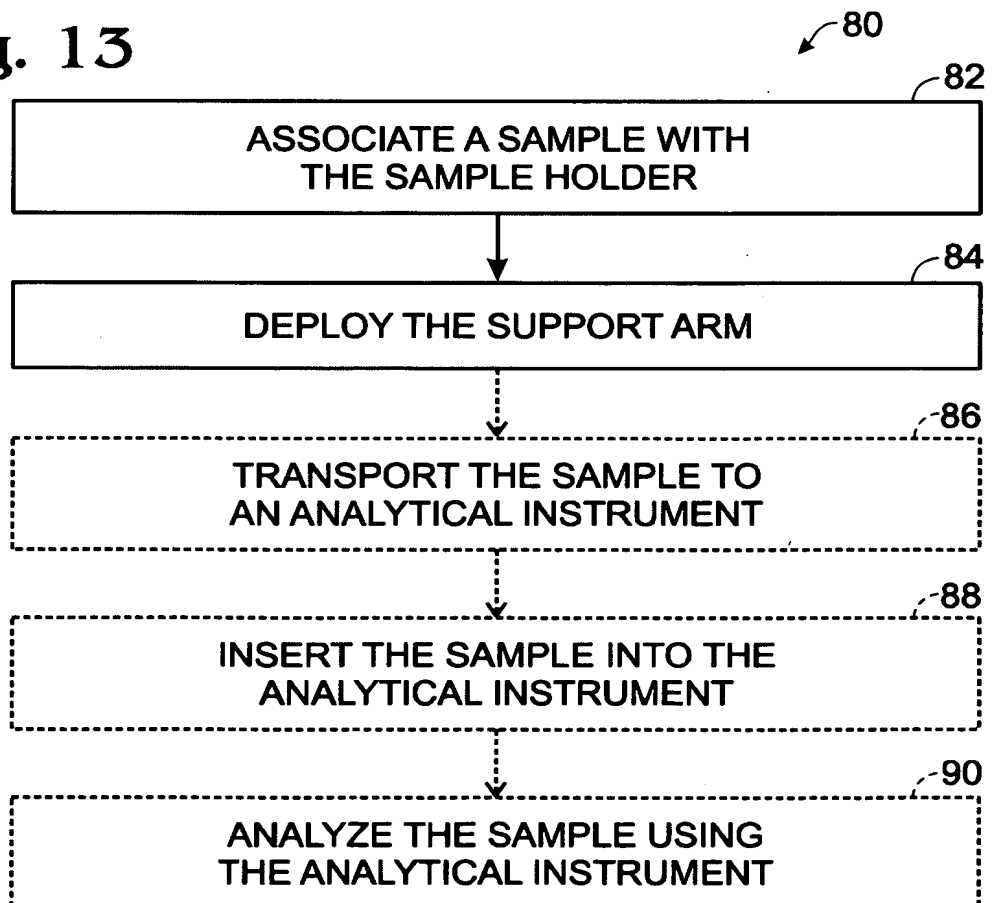 g. 13
80
82
ASSOCIATE A SAMPLE WITH
THE SAMPLE HOLDER
84
DEPLOY THE SUPPORT ARM
86
TRANSPORT THE SAMPLE TO
AN ANALYTICAL INSTRUMENT
88
INSERT THE SAMPLE INTO THE
ANALYTICAL INSTRUMENT
90
ANALYZE THE SAMPLE USING
THE ANALYTICAL INSTRUMENT